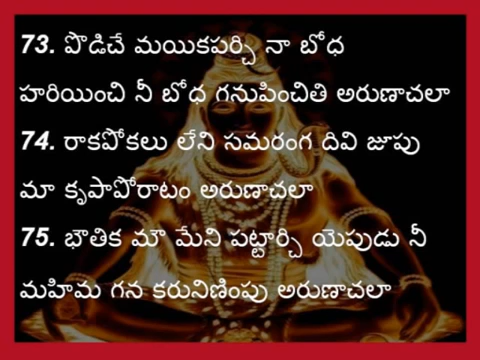 73. పొడిచే మయికపర్చి నా బోధ
హరియించి నీ బోధ గనుపించితి అరుణాచలా
74. రాకపోకలు లేని సమరంగ దివి జూపు
మా కృపాపోరాటం అరుణాచలా
75. భౌతిక మౌ మేని పట్టార్చి యెపుడు నీ
మహిమ గన కరుణిణింపు అరుణాచలా